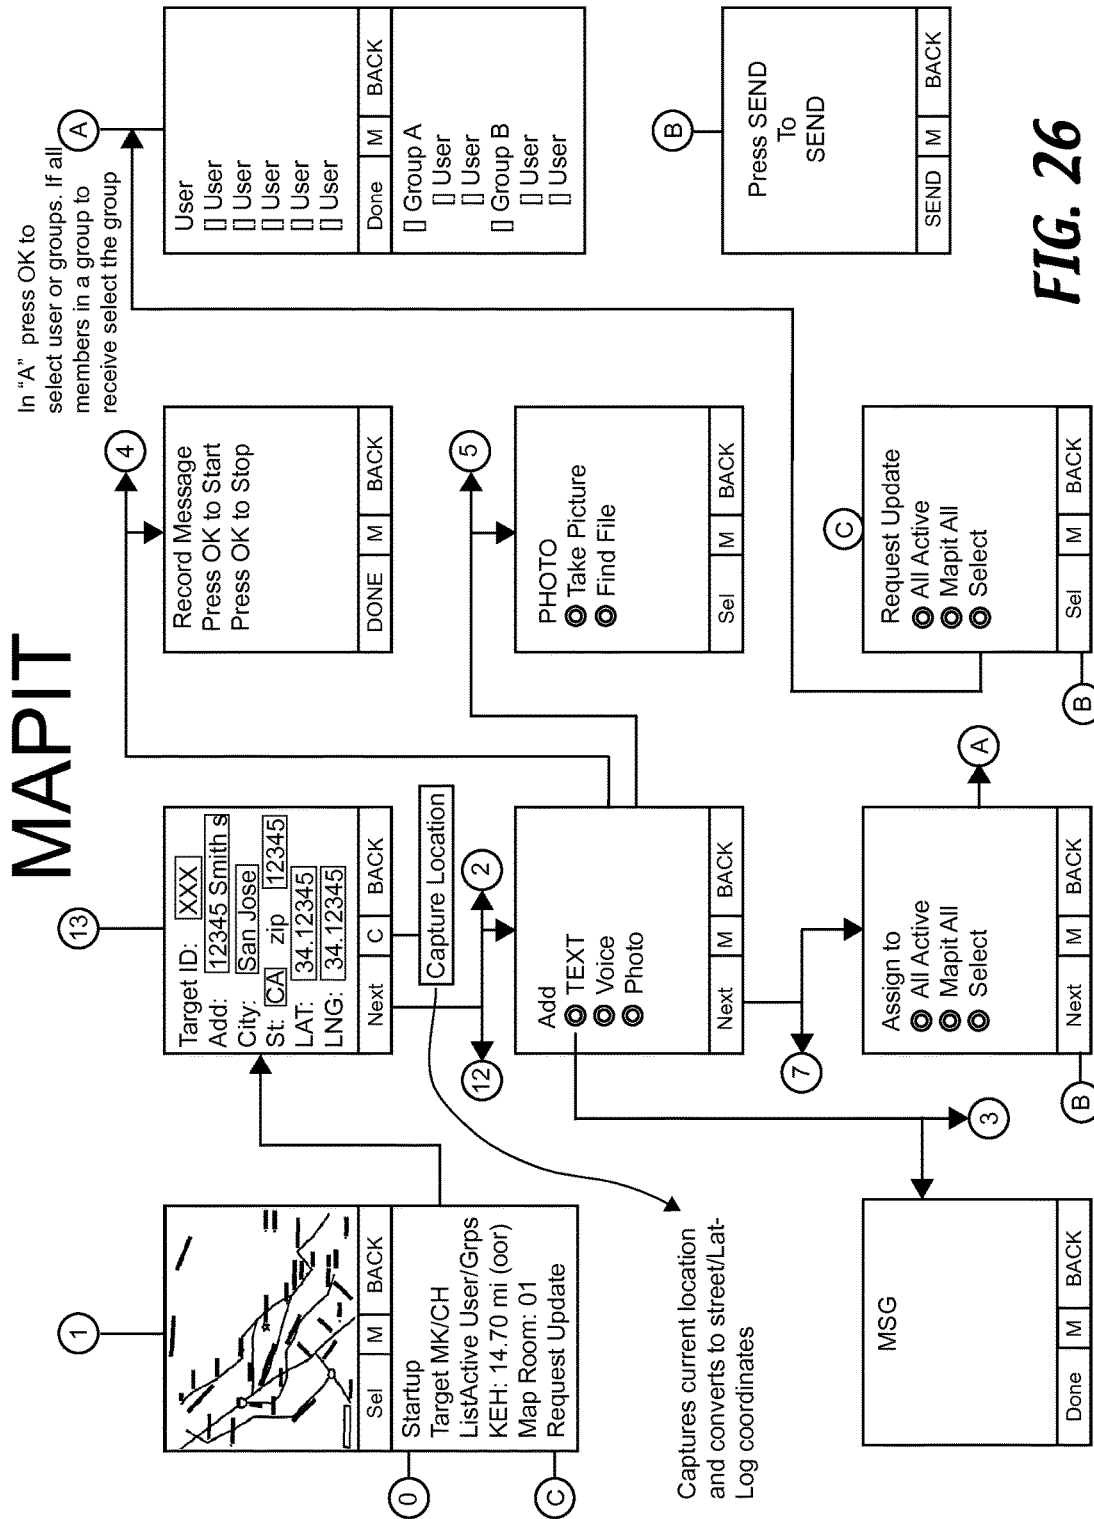 MAPIT
1
Sel M BACK
0
Startup
Target MK/CH
ListActive User/Grps
KEH: 14.70 mi (oor)
Map Room: 01
C
Request Update
Captures current location
and converts to street/Lat-
Log coordinates
MSG
Done M BACK
13
Target ID: XXX
Add: 12345 Smith s
City: San Jose
St: CA zip 12345
LAT: 34.12345
LNG: 34.12345
Next C BACK
Capture Location
12
2
Add
TEXT
Voice
Photo
Next M BACK
7
3
Assign to
All Active
Mapit All
Select
Next M BACK
A
B
4
Record Message
Press OK to Start
Press OK to Stop
DONE M BACK
5
PHOTO
Take Picture
Find File
Sel M BACK
C
Request Update
All Active
Mapit All
Select
Sel M BACK
B
In "A" press OK to
select user or groups. If all
members in a group to
receive select the group
A
User
[] User
[] User
[] User
[] User
[] User
Done M BACK
[] Group A
[] User
[] User
[] Group B
[] User
[] User
B
Press SEND
To
SEND
SEND M BACK
FIG. 26